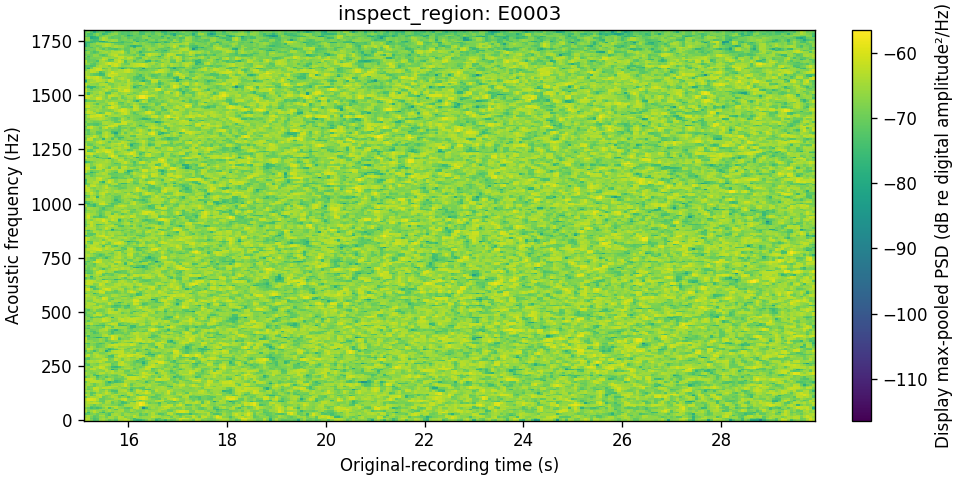 inspect_region: E0003
1750
1500
1250
1000
750
500
250
0
16 18 20 22 24 26 28
Acoustic frequency (Hz)
Original-recording time (s)
−60
−70
−80
−90
−100
−110
Display max-pooled PSD (dB re digital amplitude²/Hz)